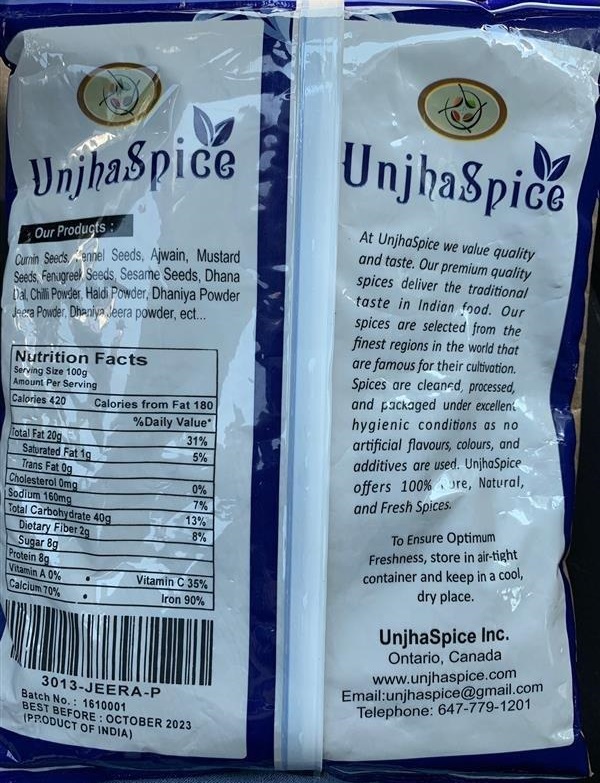 UnjhaSpice
Our Products :
Cumin Seeds, Fennel Seeds, Ajwain, Mustard
Seeds, Fenugreek Seeds, Sesame Seeds, Dhana
Dal, Chilli Powder, Haldi Powder, Dhaniya Powder
Jeera Powder, Dhaniya Jeera powder, ect...
Nutrition Facts
Serving Size 100g
Amount Per Serving
Calories 420 Calories from Fat 180
%Daily Value*
Total Fat 20g 31%
Saturated Fat 1g 5%
Trans Fat 0g
Cholesterol 0mg 0%
Sodium 160mg 7%
Total Carbohydrate 40g 13%
Dietary Fiber 2g 8%
Sugar 8g
Protein 8g
Vitamin A 0% • Vitamin C 35%
Calcium 70% • Iron 90%
3013-JEERA-P
Batch No. : 1610001
BEST BEFORE : OCTOBER 2023
(PRODUCT OF INDIA)
UnjhaSpice
At UnjhaSpice we value quality
and taste. Our premium quality
spices deliver the traditional
taste in Indian food. Our
spices are selected from the
finest regions in the world that
are famous for their cultivation.
Spices are cleaned, processed,
and packaged under excellent
hygienic conditions as no
artificial flavours, colours, and
additives are used. UnjhaSpice
offers 100% Pure, Natural,
and Fresh Spices.
To Ensure Optimum
Freshness, store in air-tight
container and keep in a cool,
dry place.
UnjhaSpice Inc.
Ontario, Canada
www.unjhaspice.com
Email:unjhaspice@gmail.com
Telephone: 647-779-1201